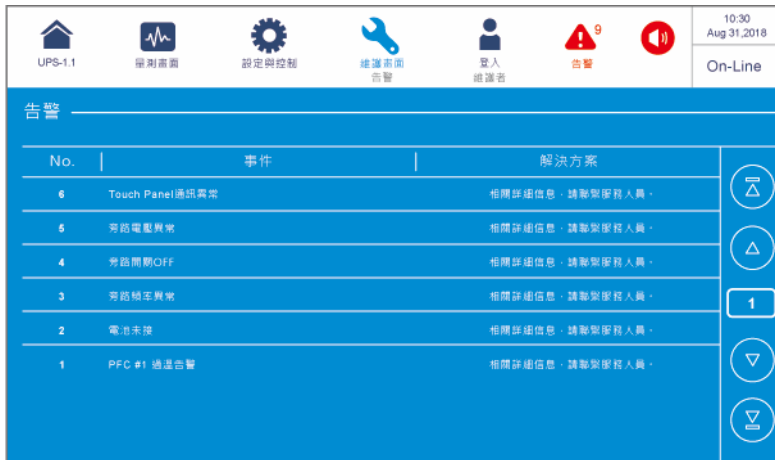 10:30
Aug 31,2018
9
UPS-1.1
量測畫面
設定與控制
維護畫面
告警
登入
維護者
告警
On-Line
告警
No. 事件 解決方案
6 Touch Panel通訊異常 相關詳細信息，請聯繫服務人員。
5 旁路電壓異常 相關詳細信息，請聯繫服務人員。
4 旁路開關OFF 相關詳細信息，請聯繫服務人員。
3 旁路頻率異常 相關詳細信息，請聯繫服務人員。
2 電池未接 相關詳細信息，請聯繫服務人員。
1 PFC #1 過溫告警 相關詳細信息，請聯繫服務人員。
1